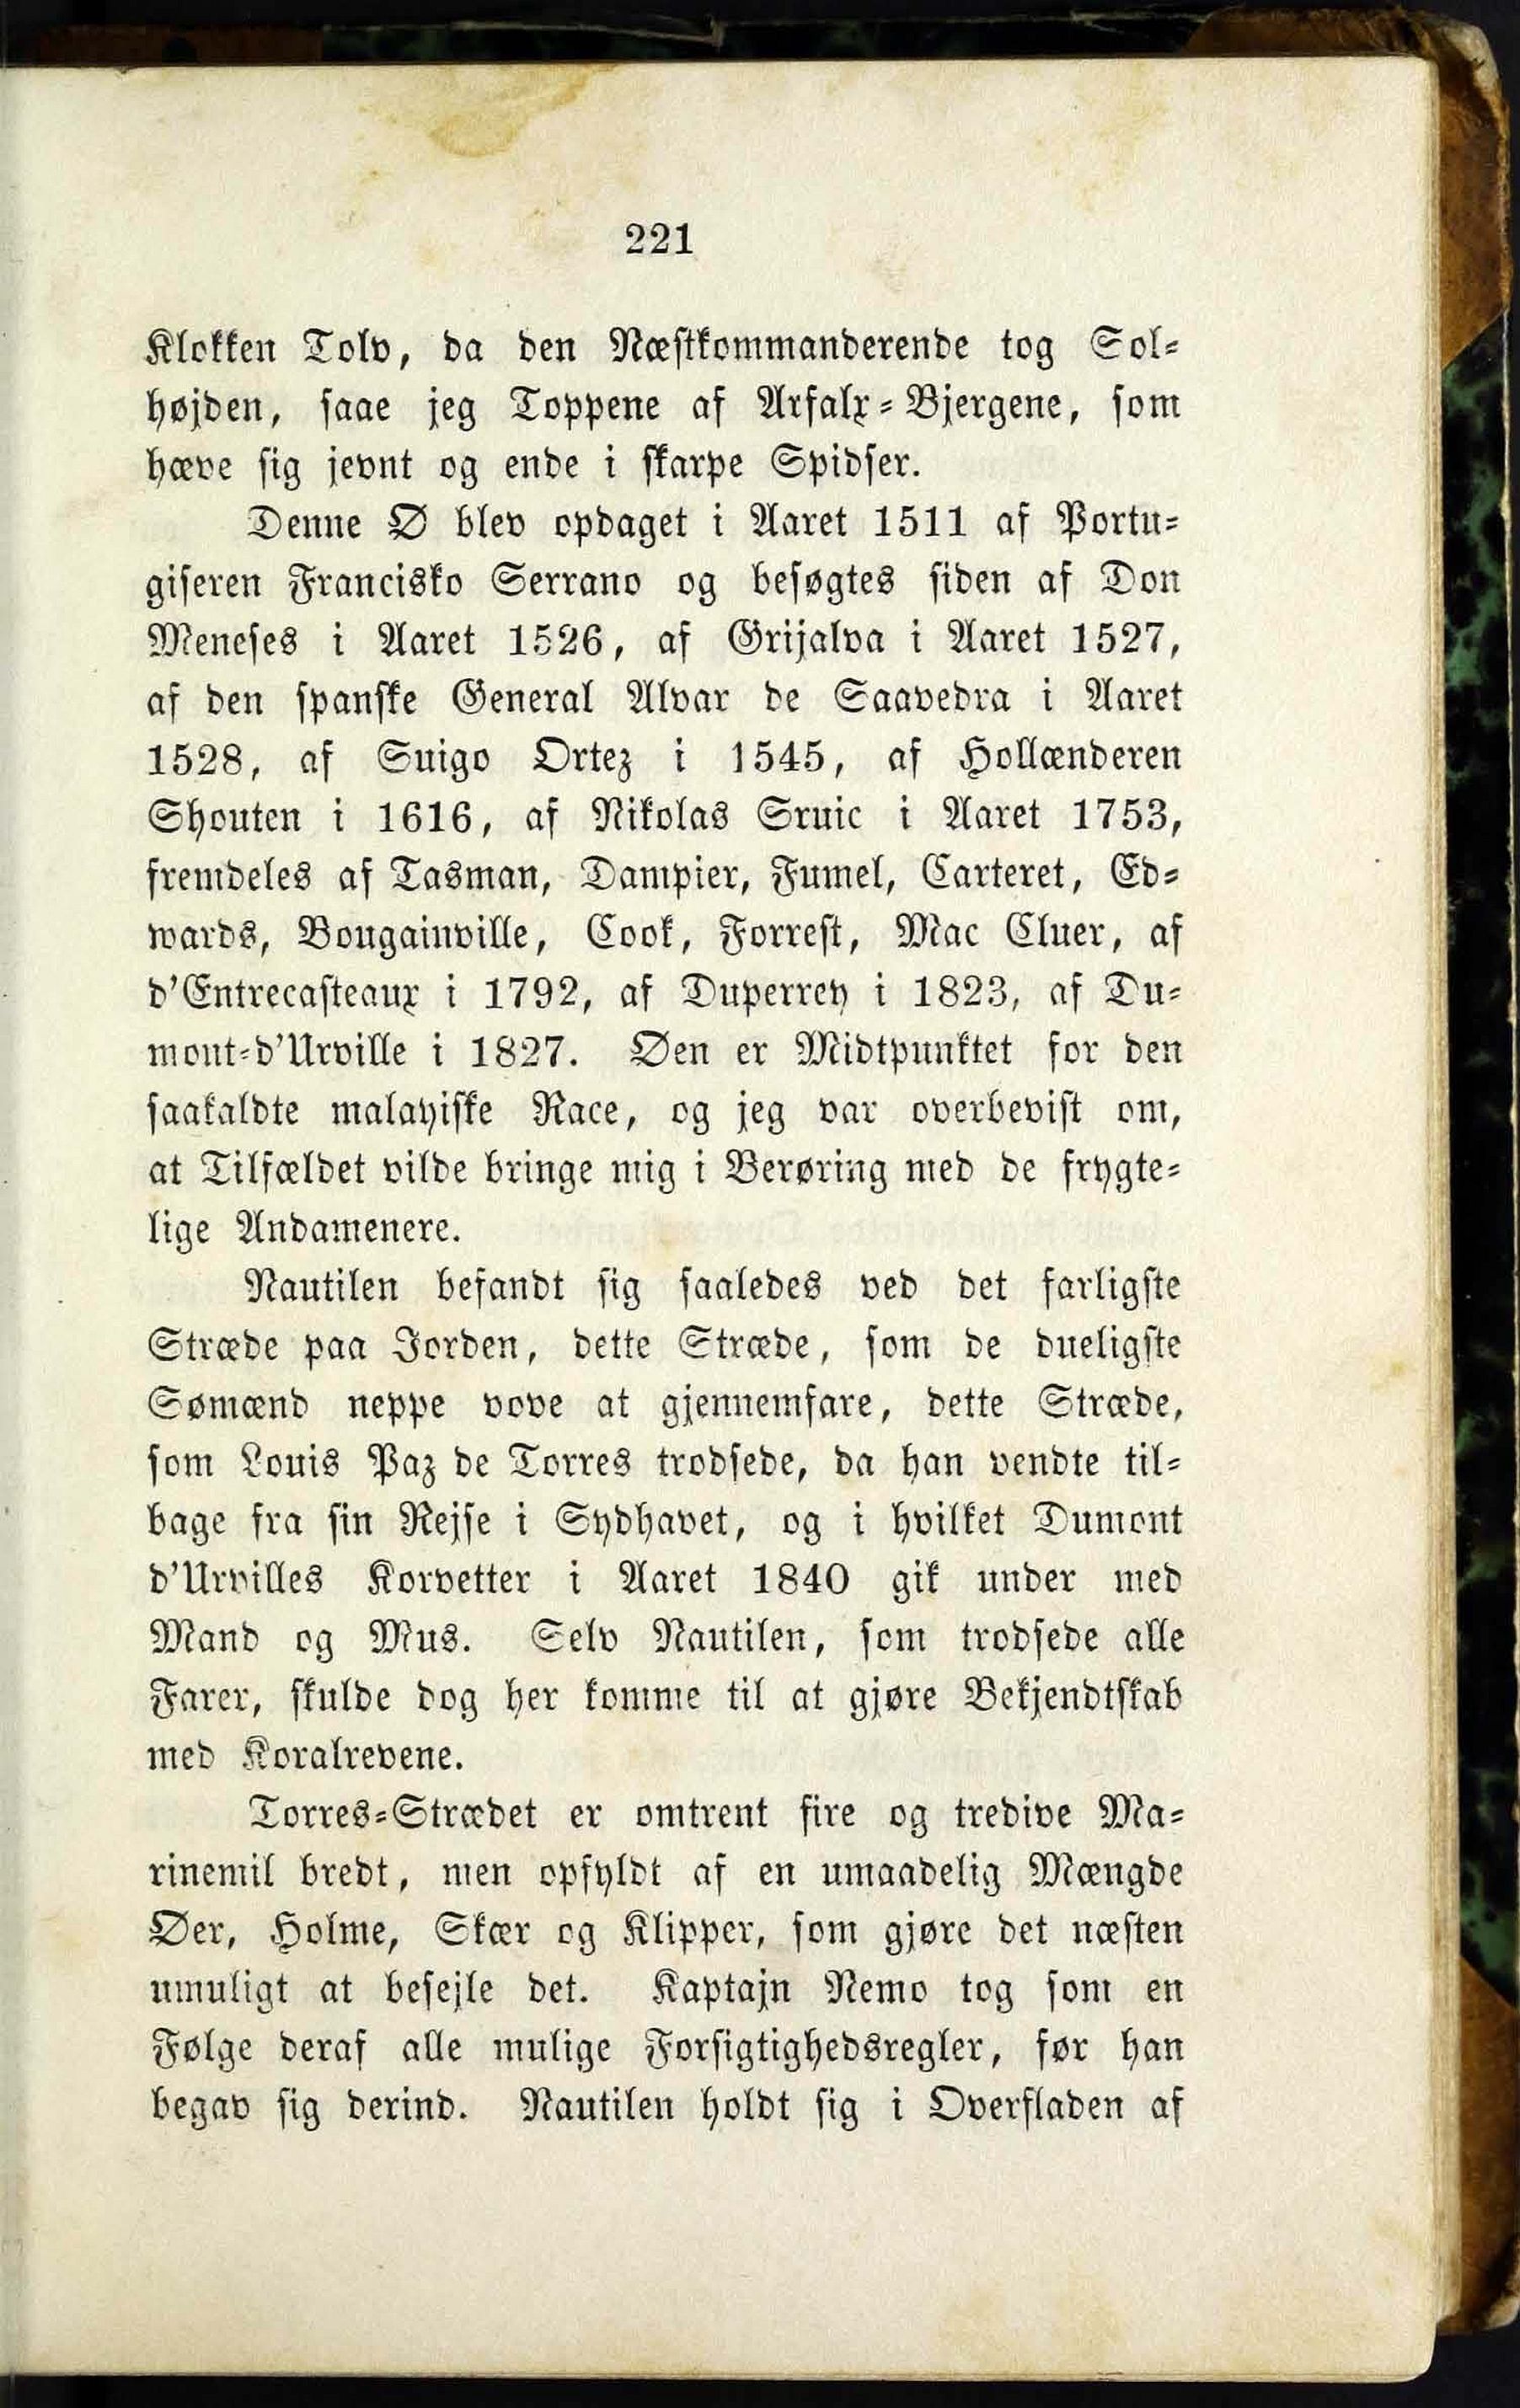 221
Klokken Tolv, da den Næstkommanderende tog Sol-
højden, saae jeg Toppene af Arfalx-Bjergene, som
hæve sig jevnt og ende i skarpe Spidser.
Denne Ø blev opdaget i Aaret 1511 af Portu-
giseren Francisko Serrano og besøgtes siden af Don
Meneses i Aaret 1526, af Grijalva i Aaret 1527,
af den spanske General Alvar de Saavedra i Aaret
1528, af Suigo Ortez i 1545, af Hollænderen
Shouten i 1616, af Nikolas Sruic i Aaret 1753,
fremdeles af Tasman, Dampier, Fumel, Carteret, Ed-
wards, Bougainville, Cook, Forrest, Mac Cluer, af
d'Entrecasteaux i 1792, af Duperrey i 1823, af Du-
mont-d'Urville i 1827. Øen er Midtpunktet for den
saakaldte malayiske Race, og jeg var overbevist om,
at Tilfældet vilde bringe mig i Berøring med de frygte-
lige Andamenere.
Nautilen befandt sig saaledes ved det farligste
Stræde paa Jorden, dette Stræde, som de dueligste
Sømænd neppe vove at gjennemfare, dette Stræde,
som Louis Paz de Torres trodsede, da han vendte til-
bage fra sin Rejse i Sydhavet, og i hvilket Dumont
d'Urvilles Korvetter i Aaret 1840 gik under med
Mand og Mus. Selv Nautilen, som trodsede alle
Farer, skulde dog her komme til at gjøre Bekjendtskab
med Koralrevene.
Torres-Strædet er omtrent fire og tredive Ma-
rinemil bredt, men opfyldt af en umaadelig Mængde
Øer, Holme, Skær og Klipper, som gjøre det næsten
umuligt at besejle det. Kaptajn Nemo tog som en
Følge deraf alle mulige Forsigtighedsregler, før han
begav sig derind. Nautilen holdt sig i Overfladen af